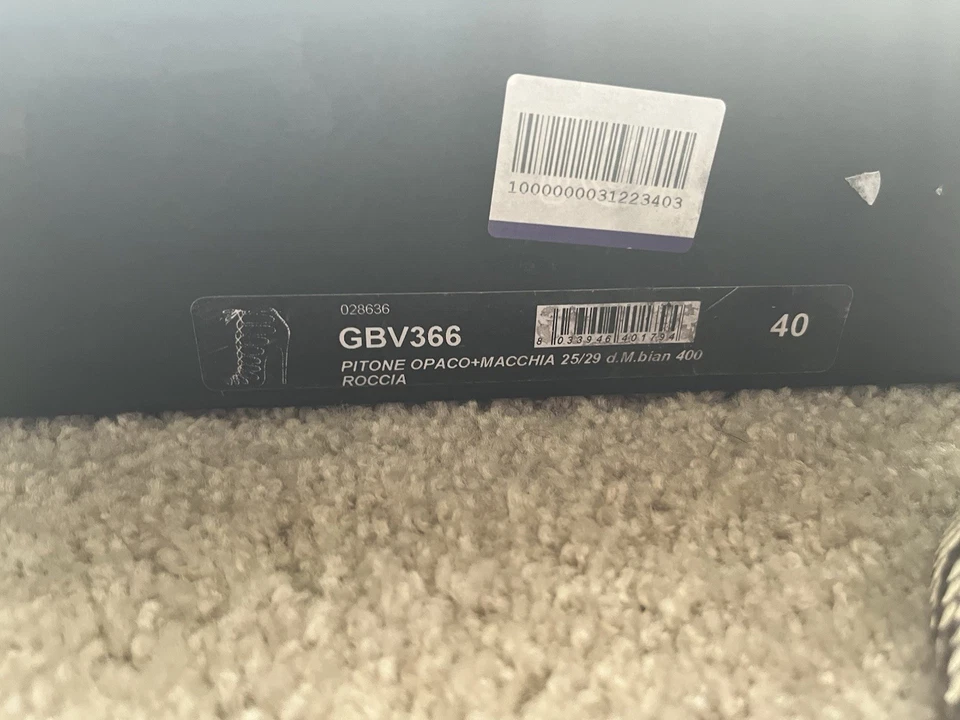 1000000031223403
028636
GBV366
8 033946 401794
40
PITONE OPACO+MACCHIA 25/29 d.M.bian 400
ROCCIA